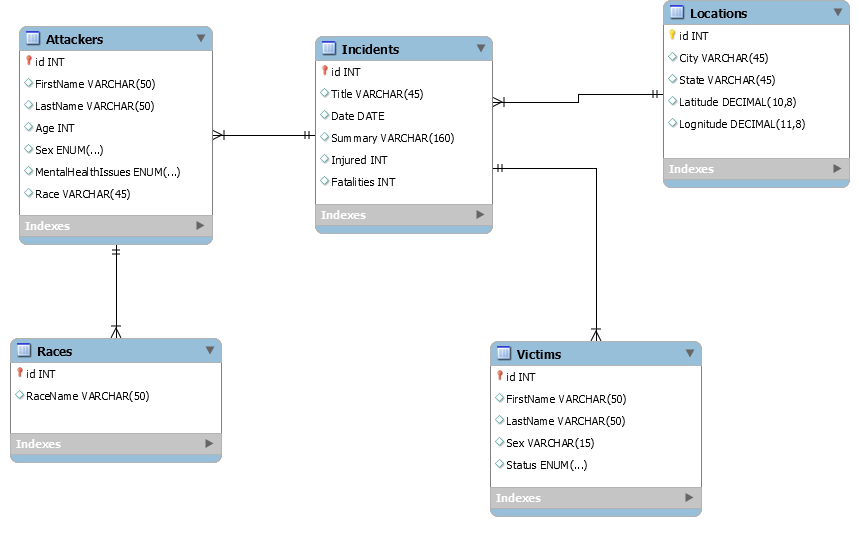 Attackers
id INT
FirstName VARCHAR(50)
LastName VARCHAR(50)
Age INT
Sex ENUM(...)
MentalHealthIssues ENUM(...)
Race VARCHAR(45)
Indexes
Incidents
id INT
Title VARCHAR(45)
Date DATE
Summary VARCHAR(160)
Injured INT
Fatalities INT
Indexes
Locations
id INT
City VARCHAR(45)
State VARCHAR(45)
Latitude DECIMAL(10,8)
Lognitude DECIMAL(11,8)
Indexes
Races
id INT
RaceName VARCHAR(50)
Indexes
Victims
id INT
FirstName VARCHAR(50)
LastName VARCHAR(50)
Sex VARCHAR(15)
Status ENUM(...)
Indexes